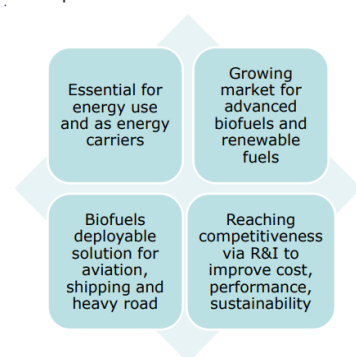 Essential for
energy use
and as energy
carriers
Growing
market for
advanced
biofuels and
renewable
fuels
Biofuels
deployable
solution for
aviation,
shipping and
heavy road
Reaching
competitiveness
via R&I to
improve cost,
performance,
sustainability